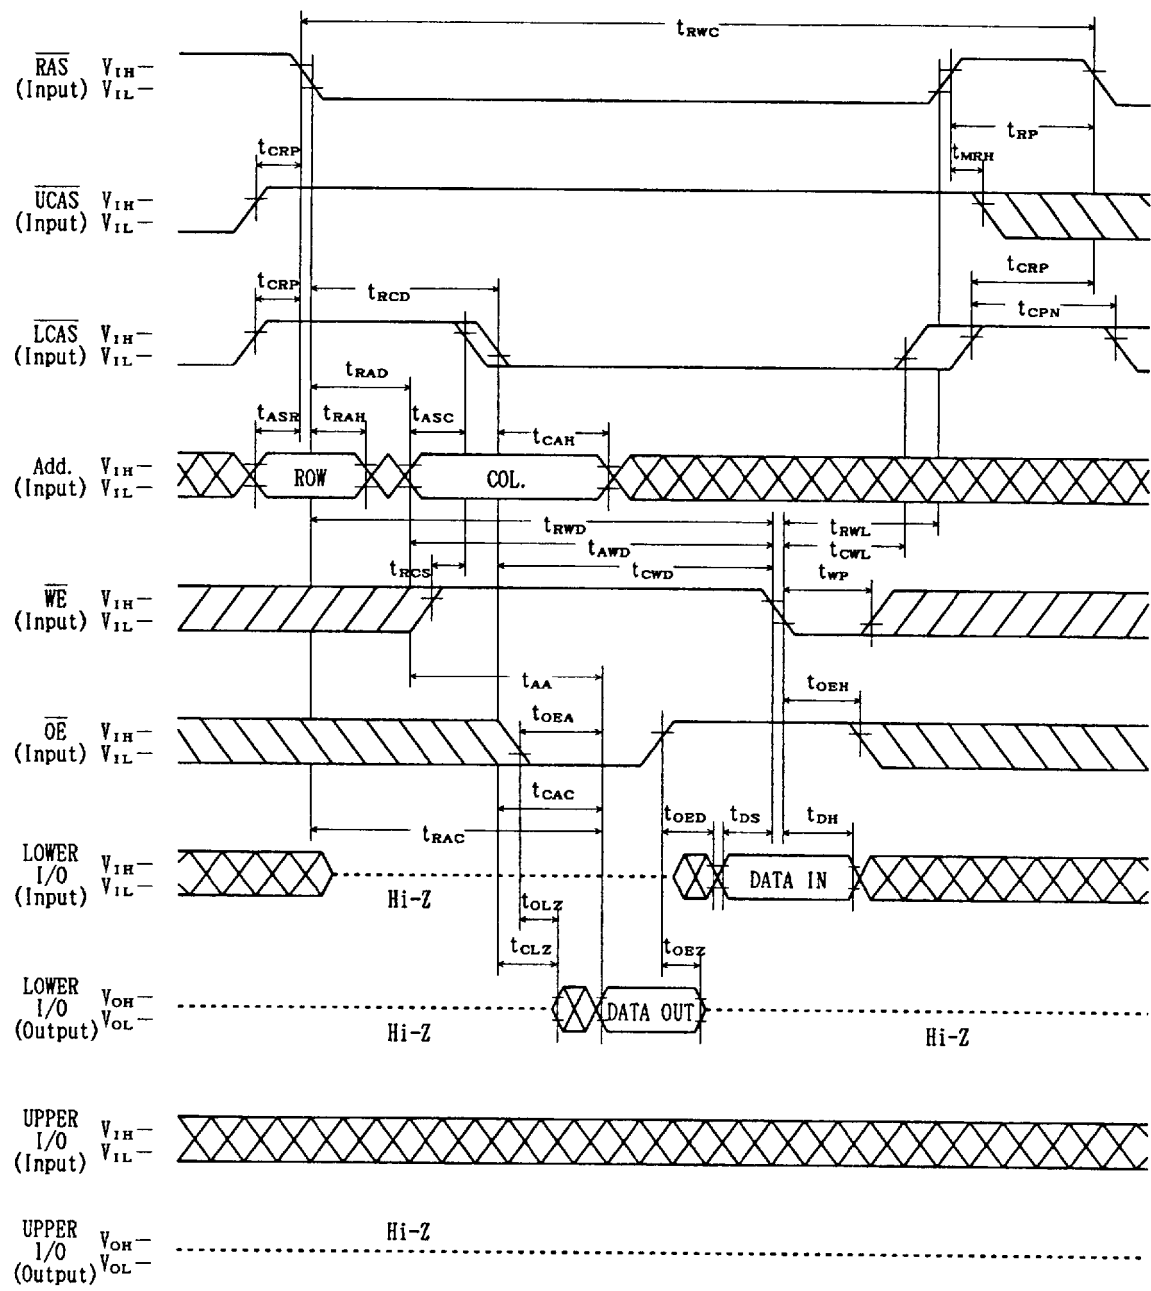 tRWC
RAS VIH
(Input) VIL
tRP
tCRP
tMRH
UCAS VIH
(Input) VIL
tCRP
tCRP
tRCD
tCPN
LCAS VIH
(Input) VIL
tRAD
tASR tRAH tASC
tCAH
Add. VIH
(Input) VIL
ROW COL.
tRWD tRWL
tAWD tCWL
tRCS tCWD tWP
WE VIH
(Input) VIL
tAA
tOEH
tOEA
OE VIH
(Input) VIL
tCAC
tOED tDS tDH
tRAC
LOWER
I/O VIH
(Input) VIL
DATA IN
Hi-Z
tOLZ
tCLZ tOEZ
LOWER
I/O VOH
(Output) VOL
DATA OUT
Hi-Z Hi-Z
UPPER
I/O VIH
(Input) VIL
UPPER
I/O VOH
(Output) VOL
Hi-Z